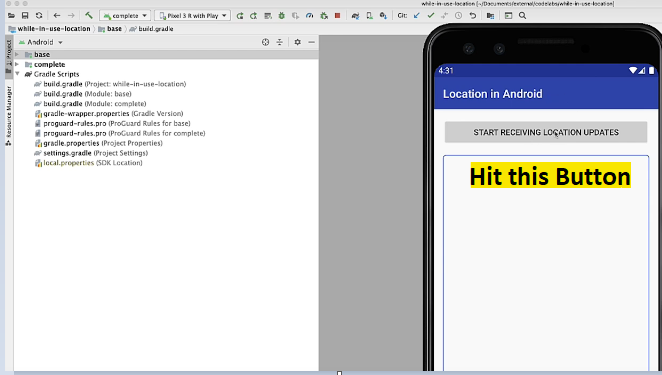 while-in-use-location [~/Documents/external/codelabs/while-in-use-location]
complete
Pixel 3 R with Play
Git:
while-in-use-location
base
build.gradle
Project
Resource Manager
Android
base
complete
Gradle Scripts
build.gradle (Project: while-in-use-location)
build.gradle (Module: base)
build.gradle (Module: complete)
gradle-wrapper.properties (Gradle Version)
proguard-rules.pro (ProGuard Rules for base)
proguard-rules.pro (ProGuard Rules for complete)
gradle.properties (Project Properties)
settings.gradle (Project Settings)
local.properties (SDK Location)
4:31
Location in Android
START RECEIVING LOCATION UPDATES
Hit this Button